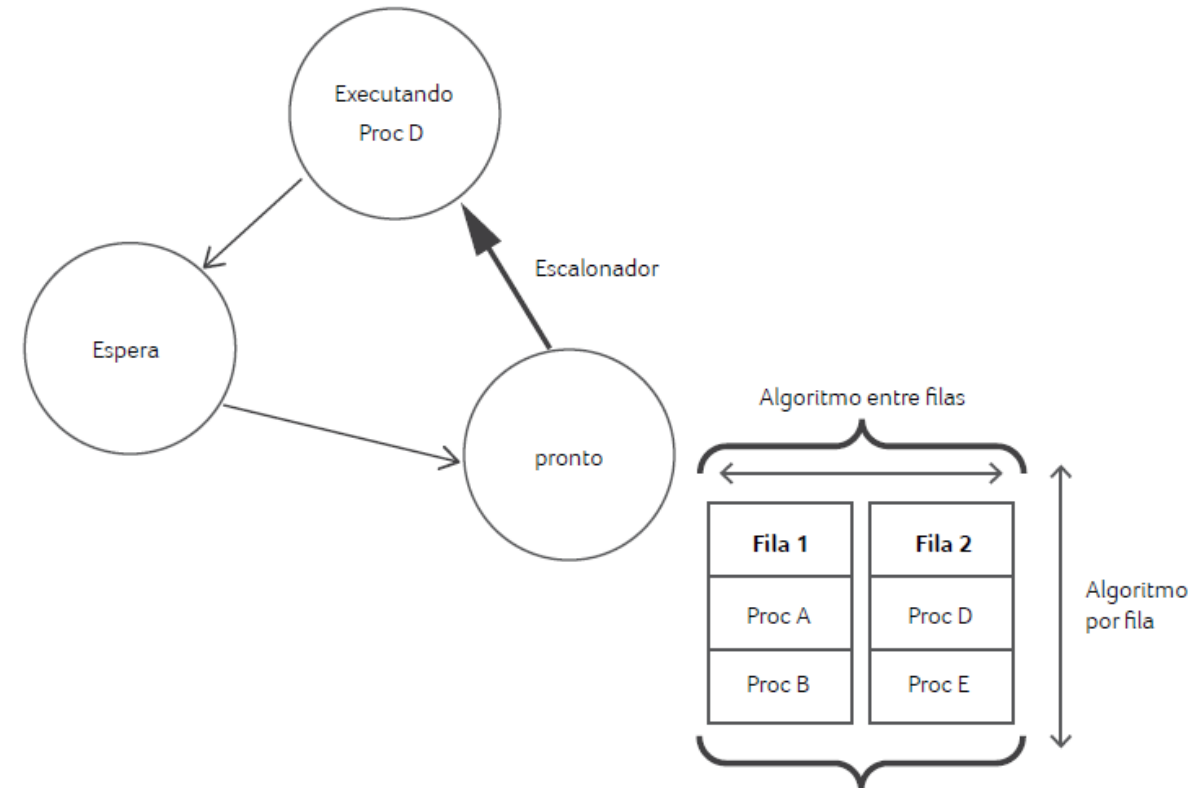 Executando
Proc D
Escalonador
Espera
pronto
Algoritmo entre filas
Fila 1
Fila 2
Proc A
Proc D
Proc B
Proc E
Algoritmo
por fila